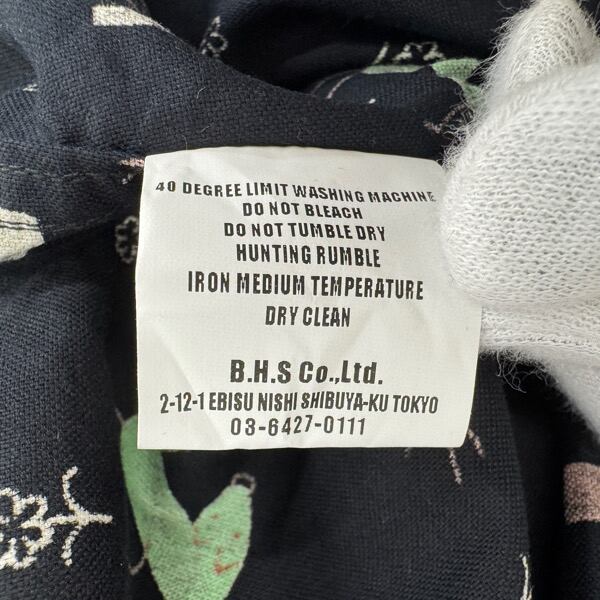 40 DEGREE LIMIT WASHING MACHINE
DO NOT BLEACH
DO NOT TUMBLE DRY
HUNTING RUMBLE
IRON MEDIUM TEMPERATURE
DRY CLEAN
B.H.S Co.,Ltd.
2-12-1 EBISU NISHI SHIBUYA-KU TOKYO
03-6427-0111